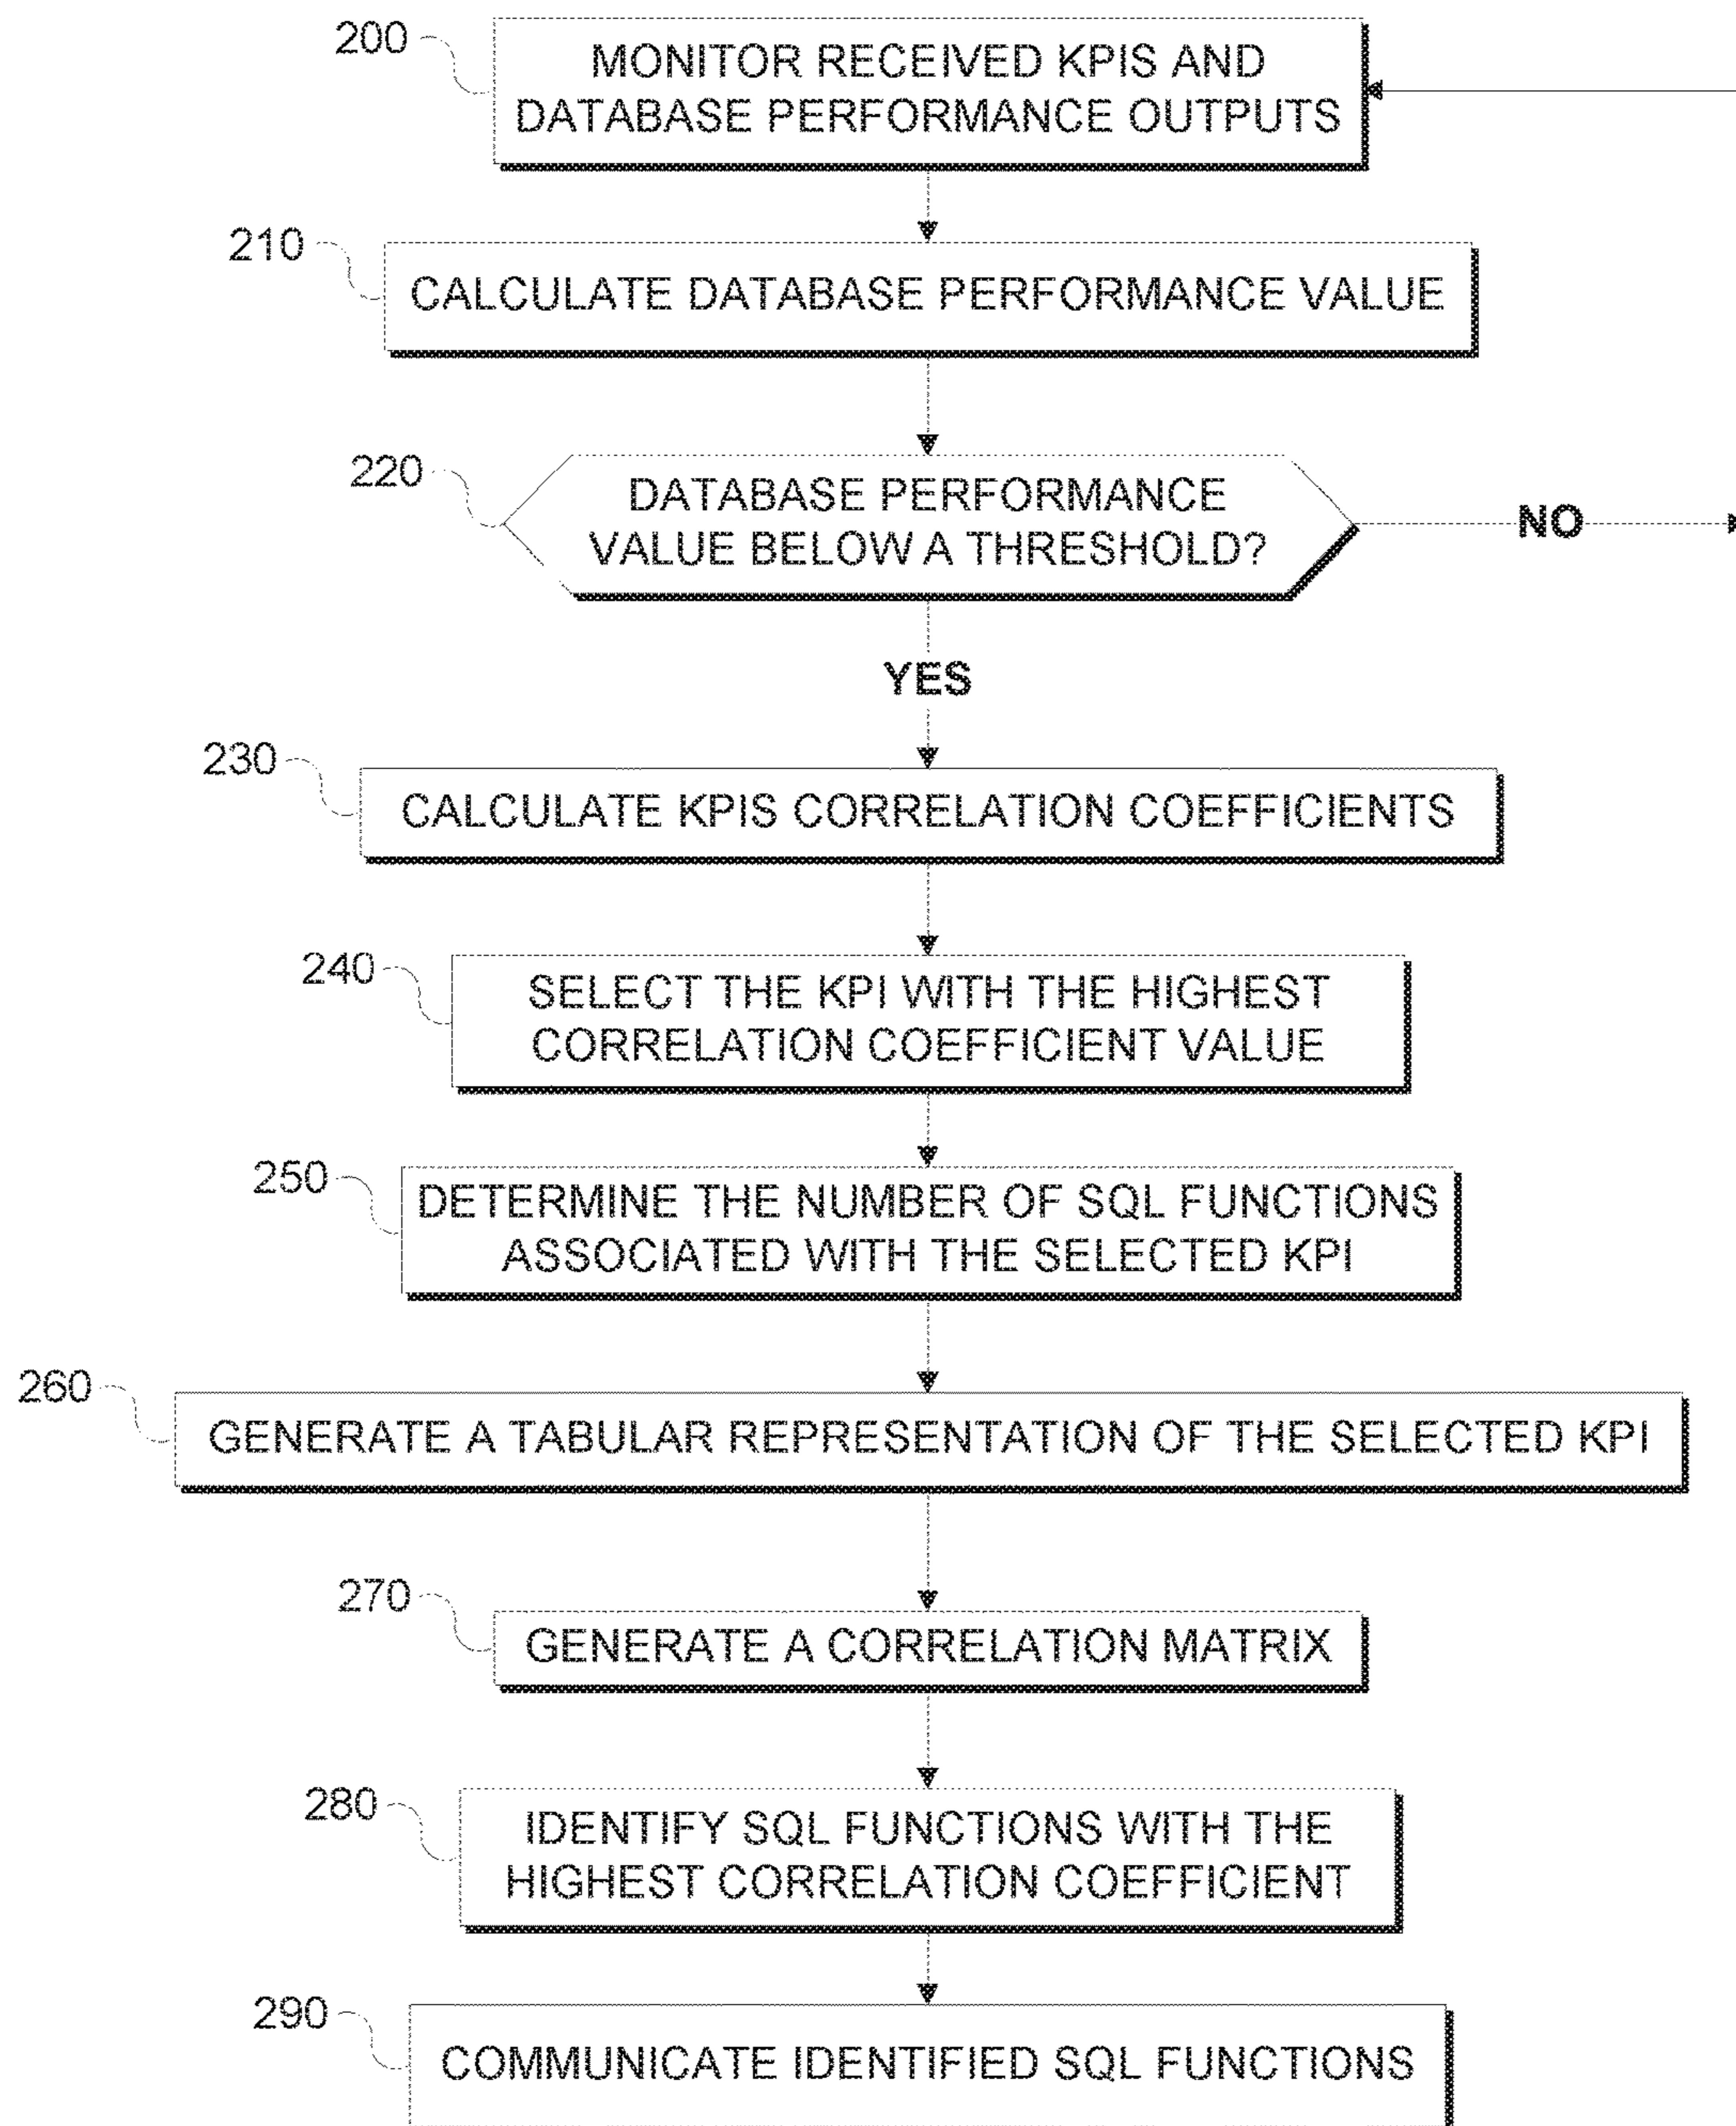 200
MONITOR RECEIVED KPIS AND
DATABASE PERFORMANCE OUTPUTS
210
CALCULATE DATABASE PERFORMANCE VALUE
220
DATABASE PERFORMANCE
VALUE BELOW A THRESHOLD?
NO
YES
230
CALCULATE KPIS CORRELATION COEFFICIENTS
240
SELECT THE KPI WITH THE HIGHEST
CORRELATION COEFFICIENT VALUE
250
DETERMINE THE NUMBER OF SQL FUNCTIONS
ASSOCIATED WITH THE SELECTED KPI
260
GENERATE A TABULAR REPRESENTATION OF THE SELECTED KPI
270
GENERATE A CORRELATION MATRIX
280
IDENTIFY SQL FUNCTIONS WITH THE
HIGHEST CORRELATION COEFFICIENT
290
COMMUNICATE IDENTIFIED SQL FUNCTIONS